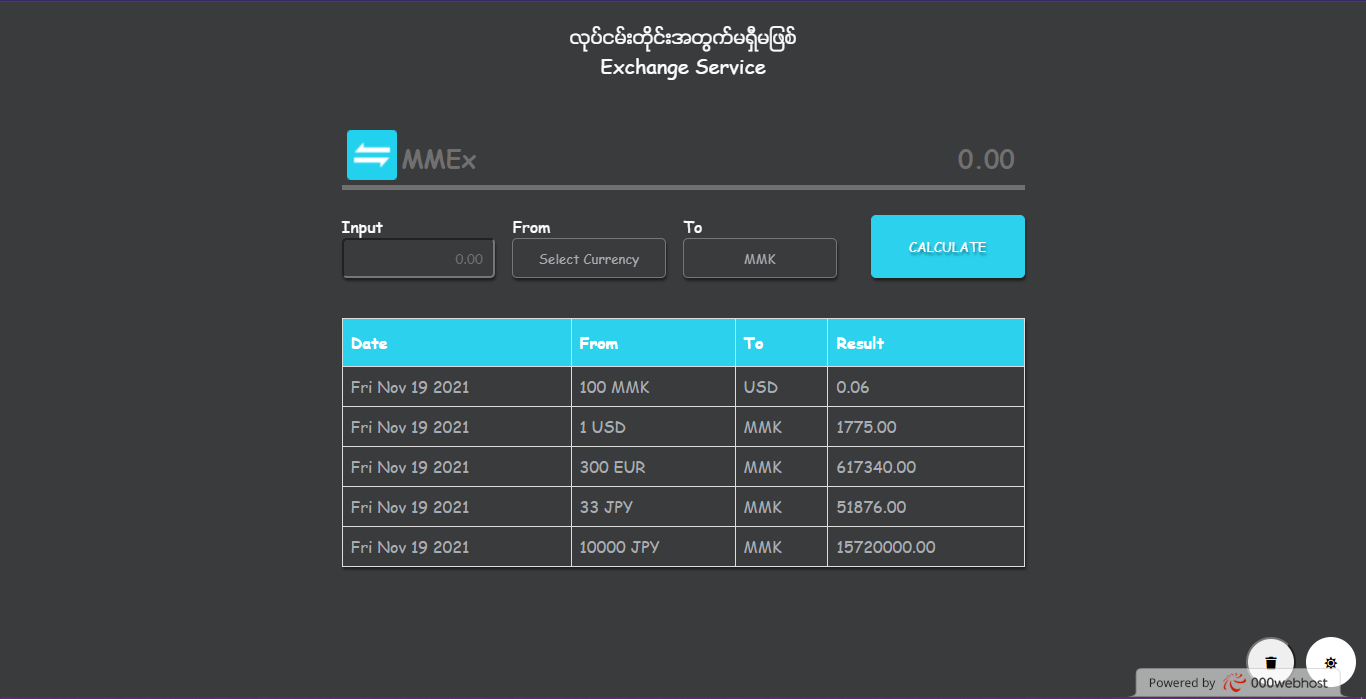 လုပ်ငမ်းတိုင်းအတွက်မရှိမဖြစ်
Exchange Service
MMEx 0.00
Input From To
0.00 Select Currency MMK CALCULATE
Date From To Result
Fri Nov 19 2021 100 MMK USD 0.06
Fri Nov 19 2021 1 USD MMK 1775.00
Fri Nov 19 2021 300 EUR MMK 617340.00
Fri Nov 19 2021 33 JPY MMK 51876.00
Fri Nov 19 2021 10000 JPY MMK 15720000.00
Powered by 000webhost